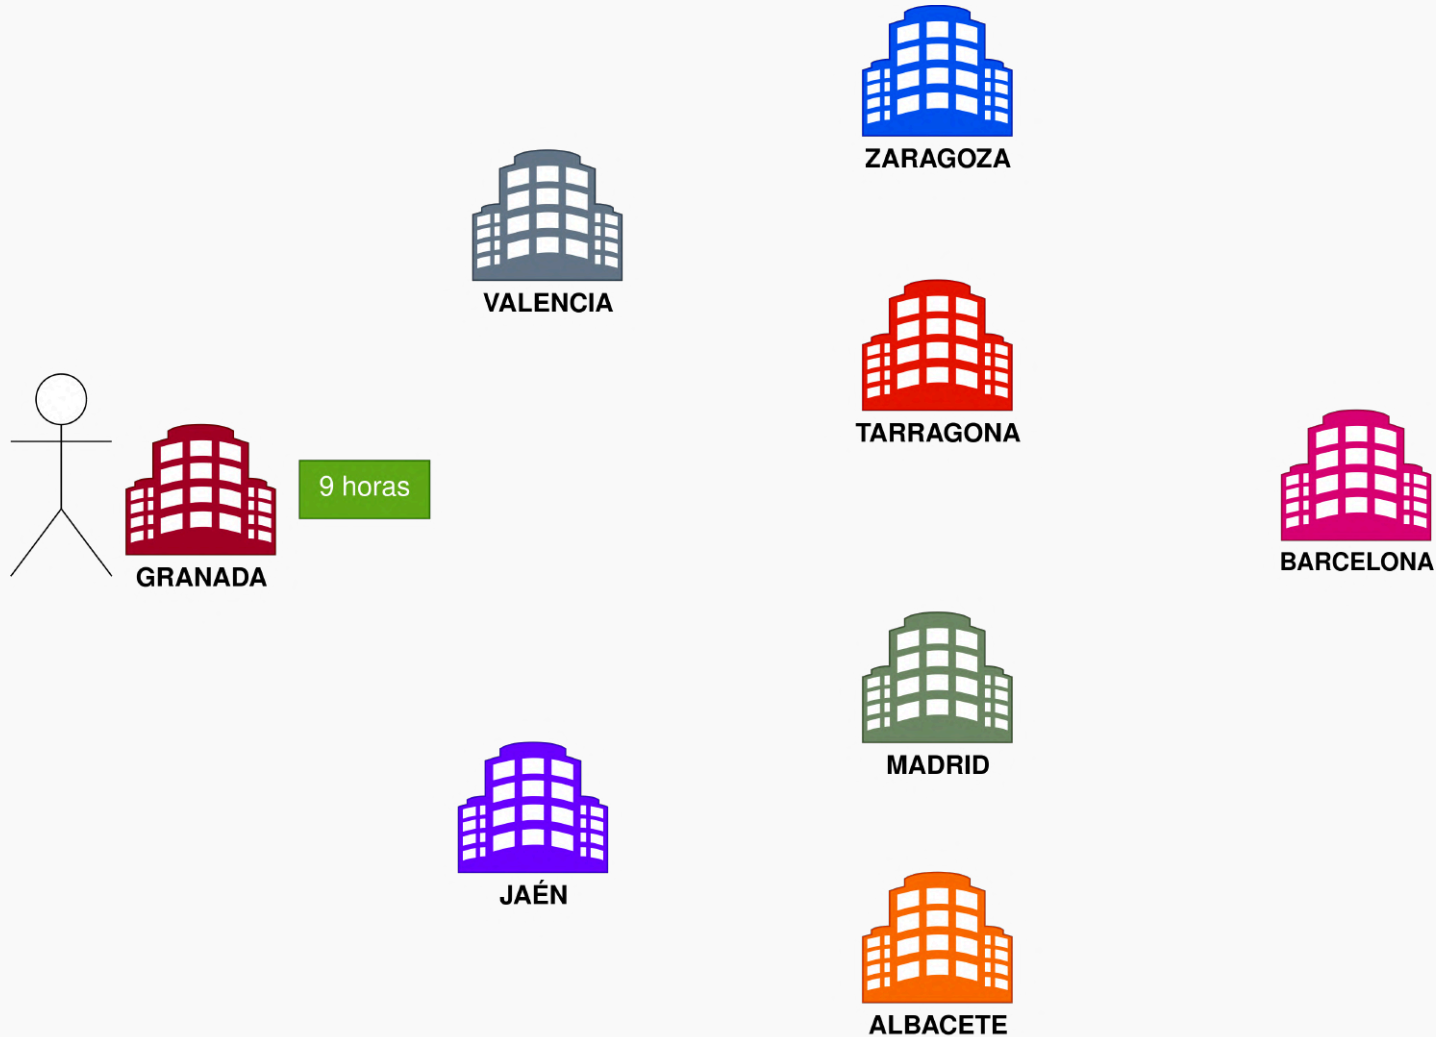 ZARAGOZA
VALENCIA
TARRAGONA
9 horas
GRANADA
BARCELONA
MADRID
JAÉN
ALBACETE